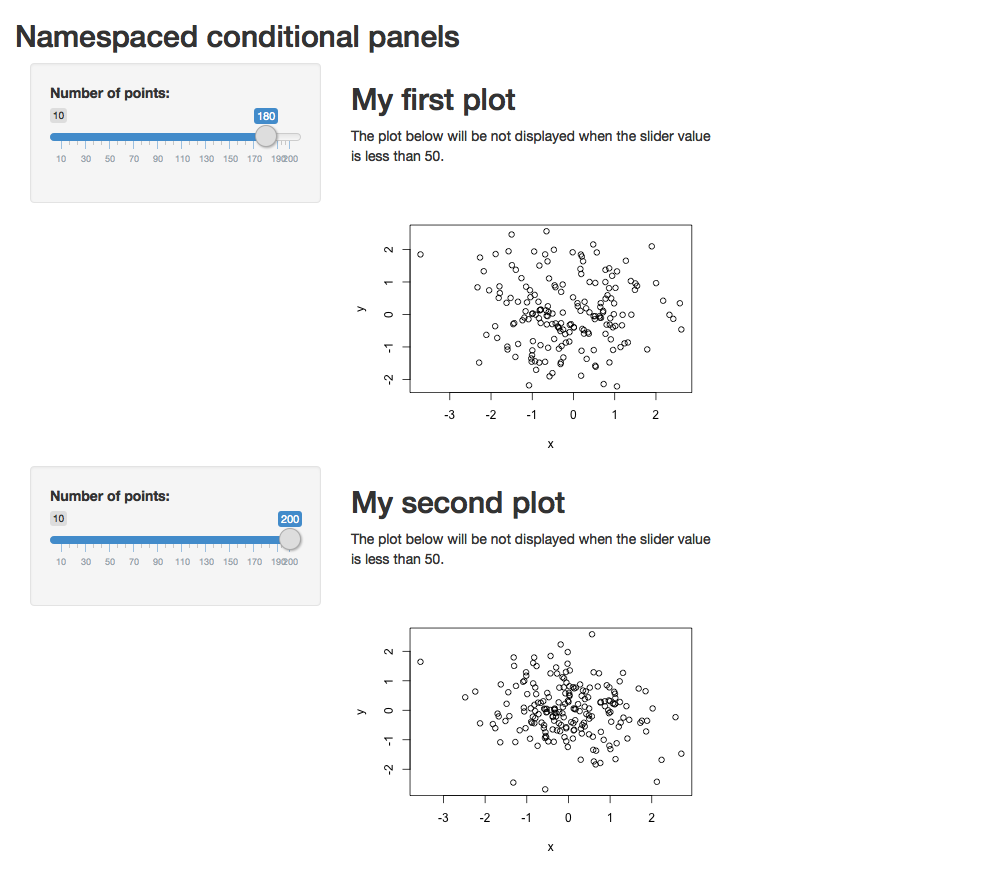 Namespaced conditional panels
Number of points:
10 180
10 30 50 70 90 110 130 150 170 190200
My first plot
The plot below will be not displayed when the slider value
is less than 50.
2
1
0
-1
-2
y
-3 -2 -1 0 1 2
x
Number of points:
10 200
10 30 50 70 90 110 130 150 170 190200
My second plot
The plot below will be not displayed when the slider value
is less than 50.
2
1
0
-1
-2
y
-3 -2 -1 0 1 2
x